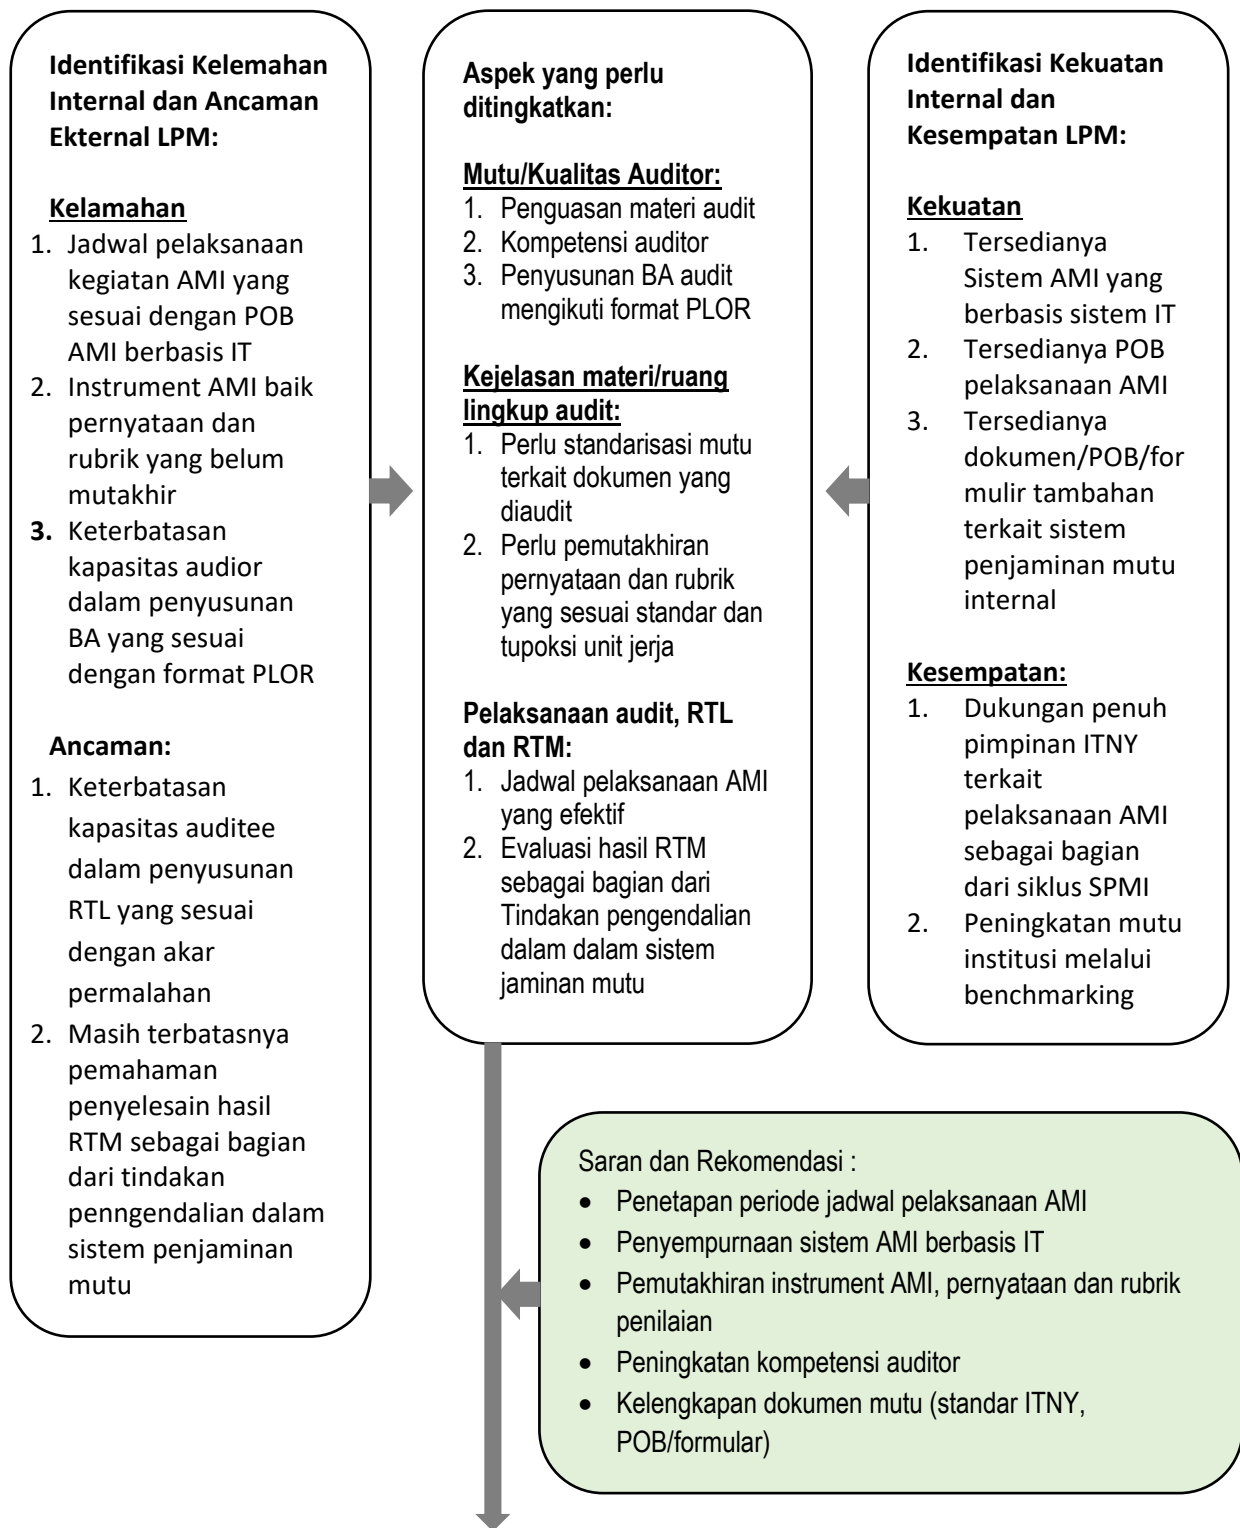 Identifikasi Kelemahan
Internal dan Ancaman
Ekternal LPM:
Kelamahan
1. Jadwal pelaksanaan
kegiatan AMI yang
sesuai dengan POB
AMI berbasis IT
2. Instrument AMI baik
pernyataan dan
rubrik yang belum
mutakhir
3. Keterbatasan
kapasitas audior
dalam penyusunan
BA yang sesuai
dengan format PLOR
Ancaman:
1. Keterbatasan
kapasitas auditee
dalam penyusunan
RTL yang sesuai
dengan akar
permalahan
2. Masih terbatasnya
pemahaman
penyelesain hasil
RTM sebagai bagian
dari tindakan
penngendalian dalam
sistem penjaminan
mutu
Aspek yang perlu
ditingkatkan:
Mutu/Kualitas Auditor:
1. Penguasan materi audit
2. Kompetensi auditor
3. Penyusunan BA audit
mengikuti format PLOR
Kejelasan materi/ruang
lingkup audit:
1. Perlu standarisasi mutu
terkait dokumen yang
diaudit
2. Perlu pemutakhiran
pernyataan dan rubrik
yang sesuai standar dan
tupoksi unit jerja
Pelaksanaan audit, RTL
dan RTM:
1. Jadwal pelaksanaan AMI
yang efektif
2. Evaluasi hasil RTM
sebagai bagian dari
Tindakan pengendalian
dalam dalam sistem
jaminan mutu
Identifikasi Kekuatan
Internal dan
Kesempatan LPM:
Kekuatan
1. Tersedianya
Sistem AMI yang
berbasis sistem IT
2. Tersedianya POB
pelaksanaan AMI
3. Tersedianya
dokumen/POB/for
mulir tambahan
terkait sistem
penjaminan mutu
internal
Kesempatan:
1. Dukungan penuh
pimpinan ITNY
terkait
pelaksanaan AMI
sebagai bagian
dari siklus SPMI
2. Peningkatan mutu
institusi melalui
benchmarking
Saran dan Rekomendasi :
• Penetapan periode jadwal pelaksanaan AMI
• Penyempurnaan sistem AMI berbasis IT
• Pemutakhiran instrument AMI, pernyataan dan rubrik
penilaian
• Peningkatan kompetensi auditor
• Kelengkapan dokumen mutu (standar ITNY,
POB/formular)